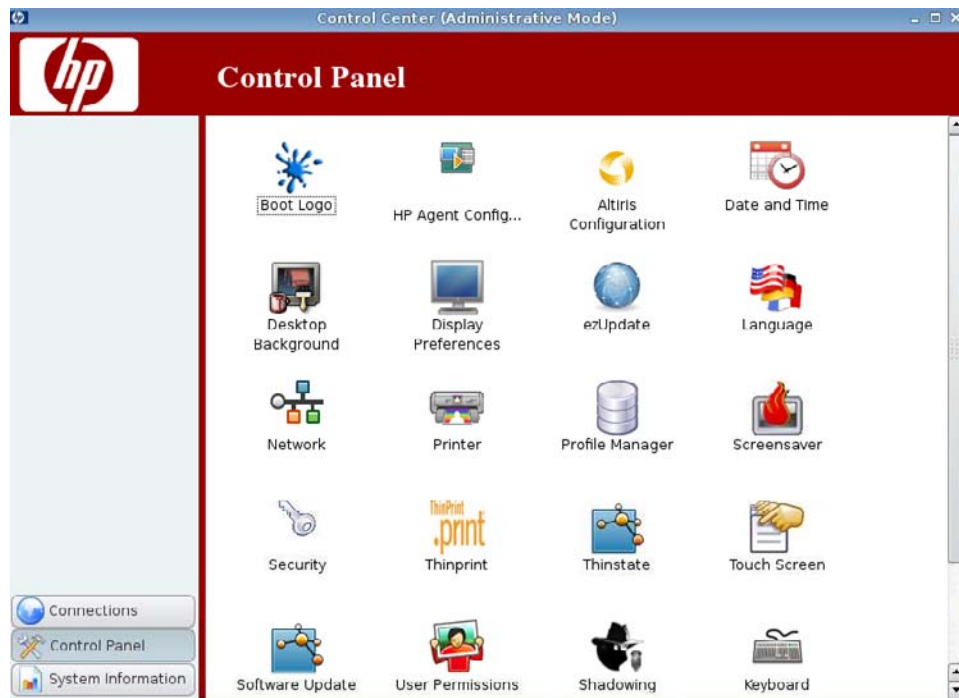 Control Center (Administrative Mode)
hp
Control Panel
Boot Logo
HP Agent Config...
Altiris
Configuration
Date and Time
Desktop
Background
Display
Preferences
ezUpdate
Language
Network
Printer
Profile Manager
Screensaver
ThinPrint
.print
Security
Thinprint
Thinstate
Touch Screen
Software Update
User Permissions
Shadowing
Keyboard
Connections
Control Panel
System Information